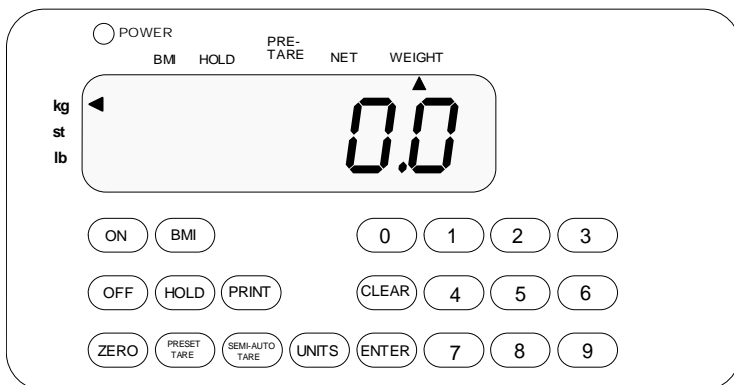 POWER
PRE-
BMI HOLD TARE NET WEIGHT
kg 0.0
st
lb
ON BMI 0 1 2 3
OFF HOLD PRINT CLEAR 4 5 6
ZERO PRESET TARE SEMI-AUTO TARE UNITS ENTER 7 8 9